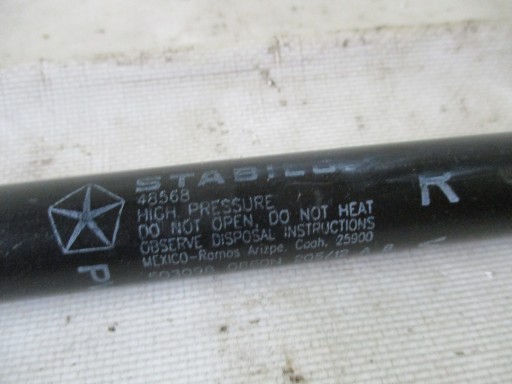 STABILUS
48568
HIGH PRESSURE
DO NOT OPEN, DO NOT HEAT
OBSERVE DISPOSAL INSTRUCTIONS
MEXICO-Ramos Arizpe, Coah, 25900
R
P